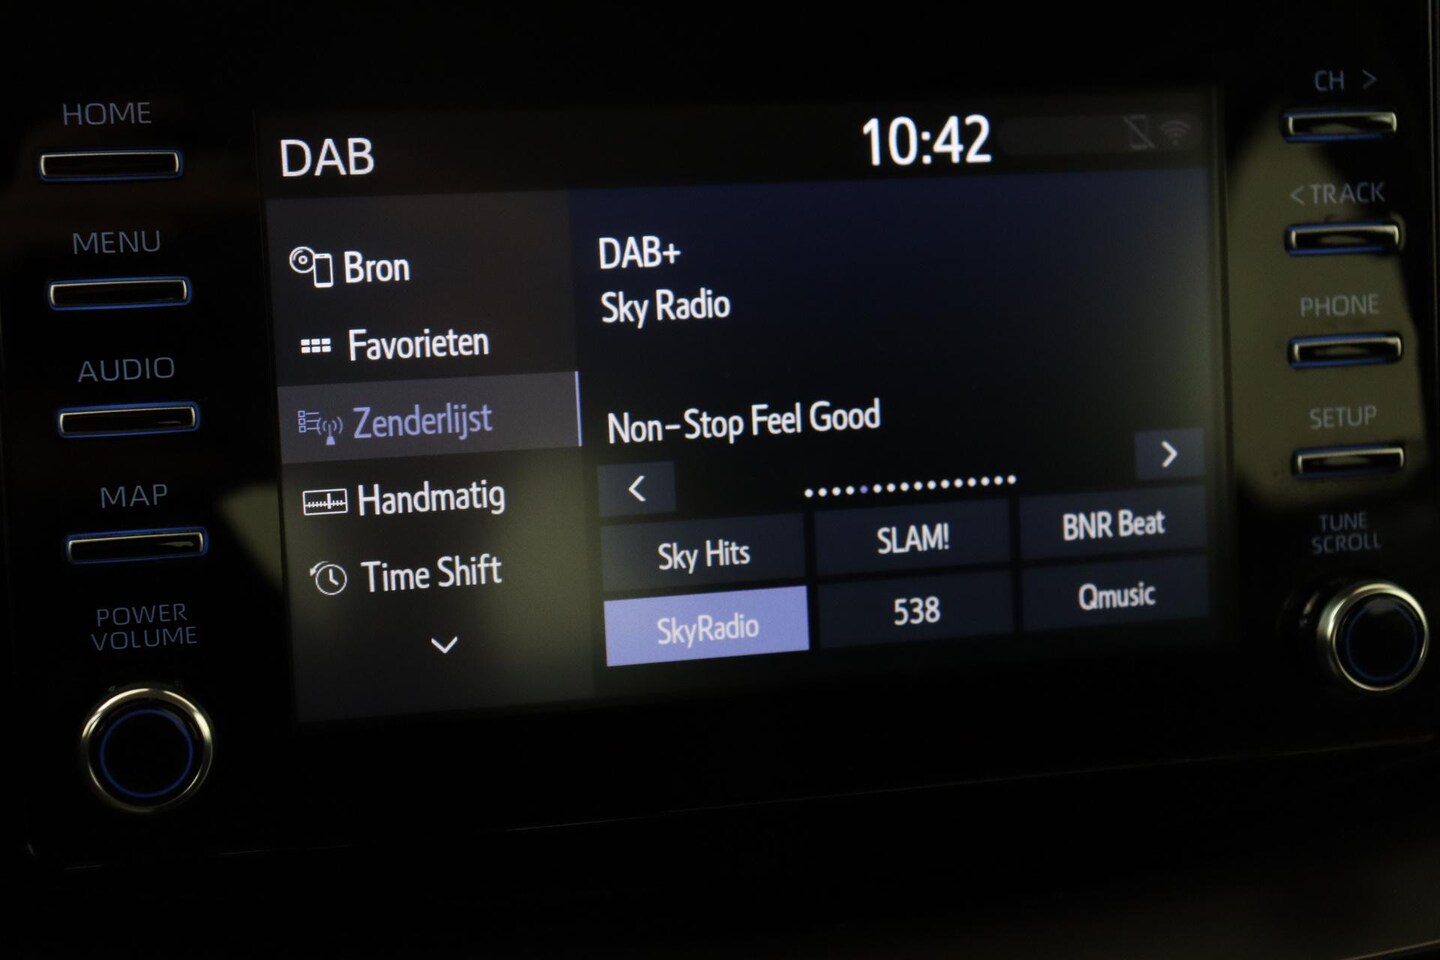 HOME
MENU
AUDIO
MAP
POWER
VOLUME
DAB
10:42
Bron
Favorieten
Zenderlijst
Handmatig
Time Shift
DAB+
Sky Radio
Non-Stop Feel Good
<
>
Sky Hits
SLAM!
BNR Beat
SkyRadio
538
Qmusic
CH >
< TRACK
PHONE
SETUP
TUNE
SCROLL